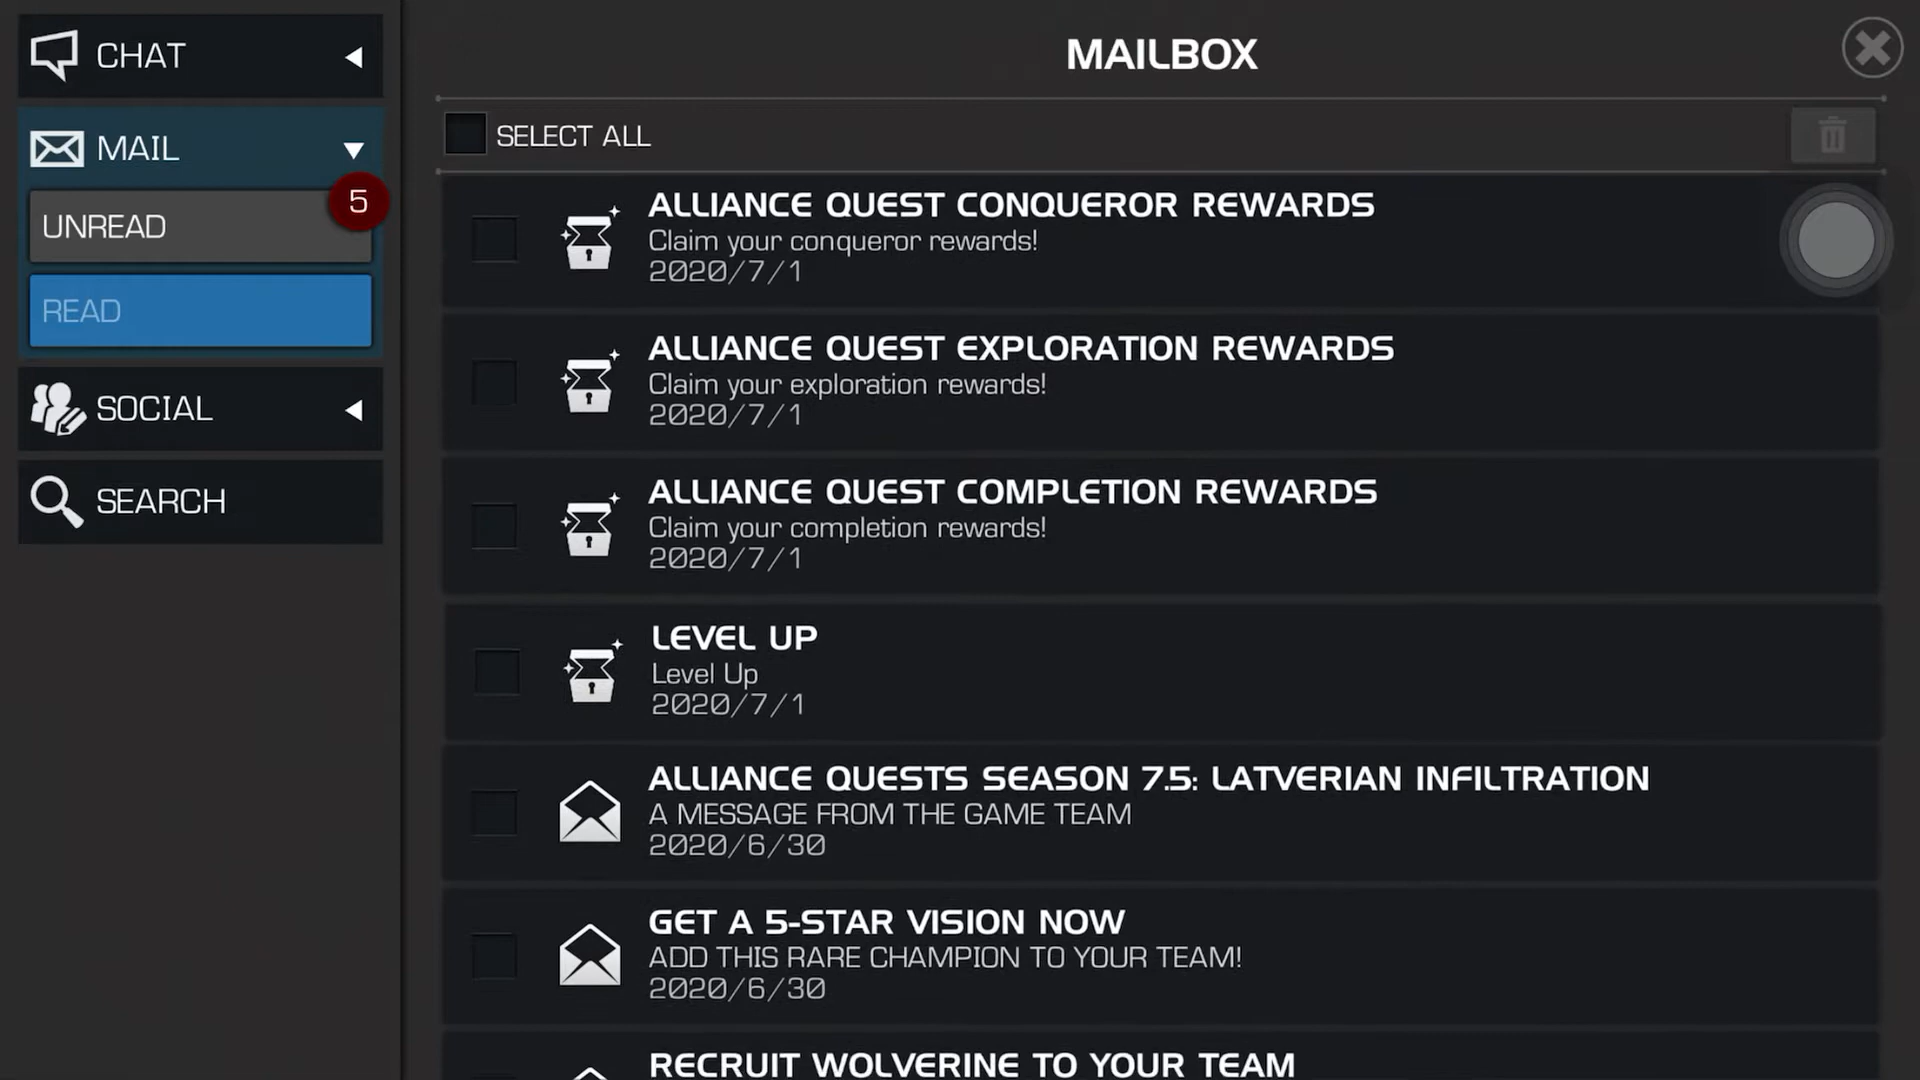 CHAT
MAIL
5
UNREAD
READ
SOCIAL
SEARCH
MAILBOX
SELECT ALL
ALLIANCE QUEST CONQUEROR REWARDS
Claim your conqueror rewards!
2020/7/1
ALLIANCE QUEST EXPLORATION REWARDS
Claim your exploration rewards!
2020/7/1
ALLIANCE QUEST COMPLETION REWARDS
Claim your completion rewards!
2020/7/1
LEVEL UP
Level Up
2020/7/1
ALLIANCE QUESTS SEASON 7.5: LATVERIAN INFILTRATION
A MESSAGE FROM THE GAME TEAM
2020/6/30
GET A 5-STAR VISION NOW
ADD THIS RARE CHAMPION TO YOUR TEAM!
2020/6/30
RECRUIT WOLVERINE TO YOUR TEAM